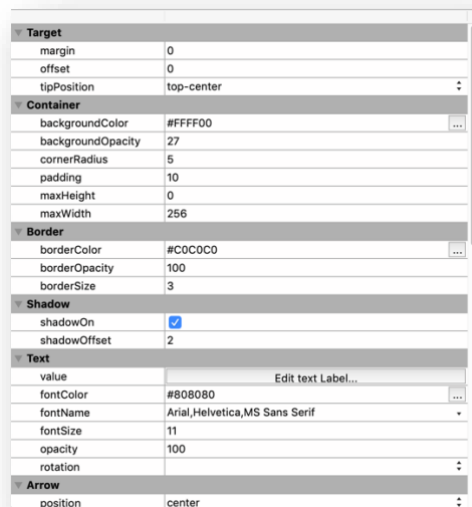 Target
margin 0
offset 0
tipPosition top-center
Container
backgroundColor #FFFF00 ...
backgroundOpacity 27
cornerRadius 5
padding 10
maxHeight 0
maxWidth 256
Border
borderColor #C0C0C0 ...
borderOpacity 100
borderSize 3
Shadow
shadowOn
shadowOffset 2
Text
value Edit text Label...
fontColor #808080 ...
fontName Arial,Helvetica,MS Sans Serif
fontSize 11
opacity 100
rotation
Arrow
position center